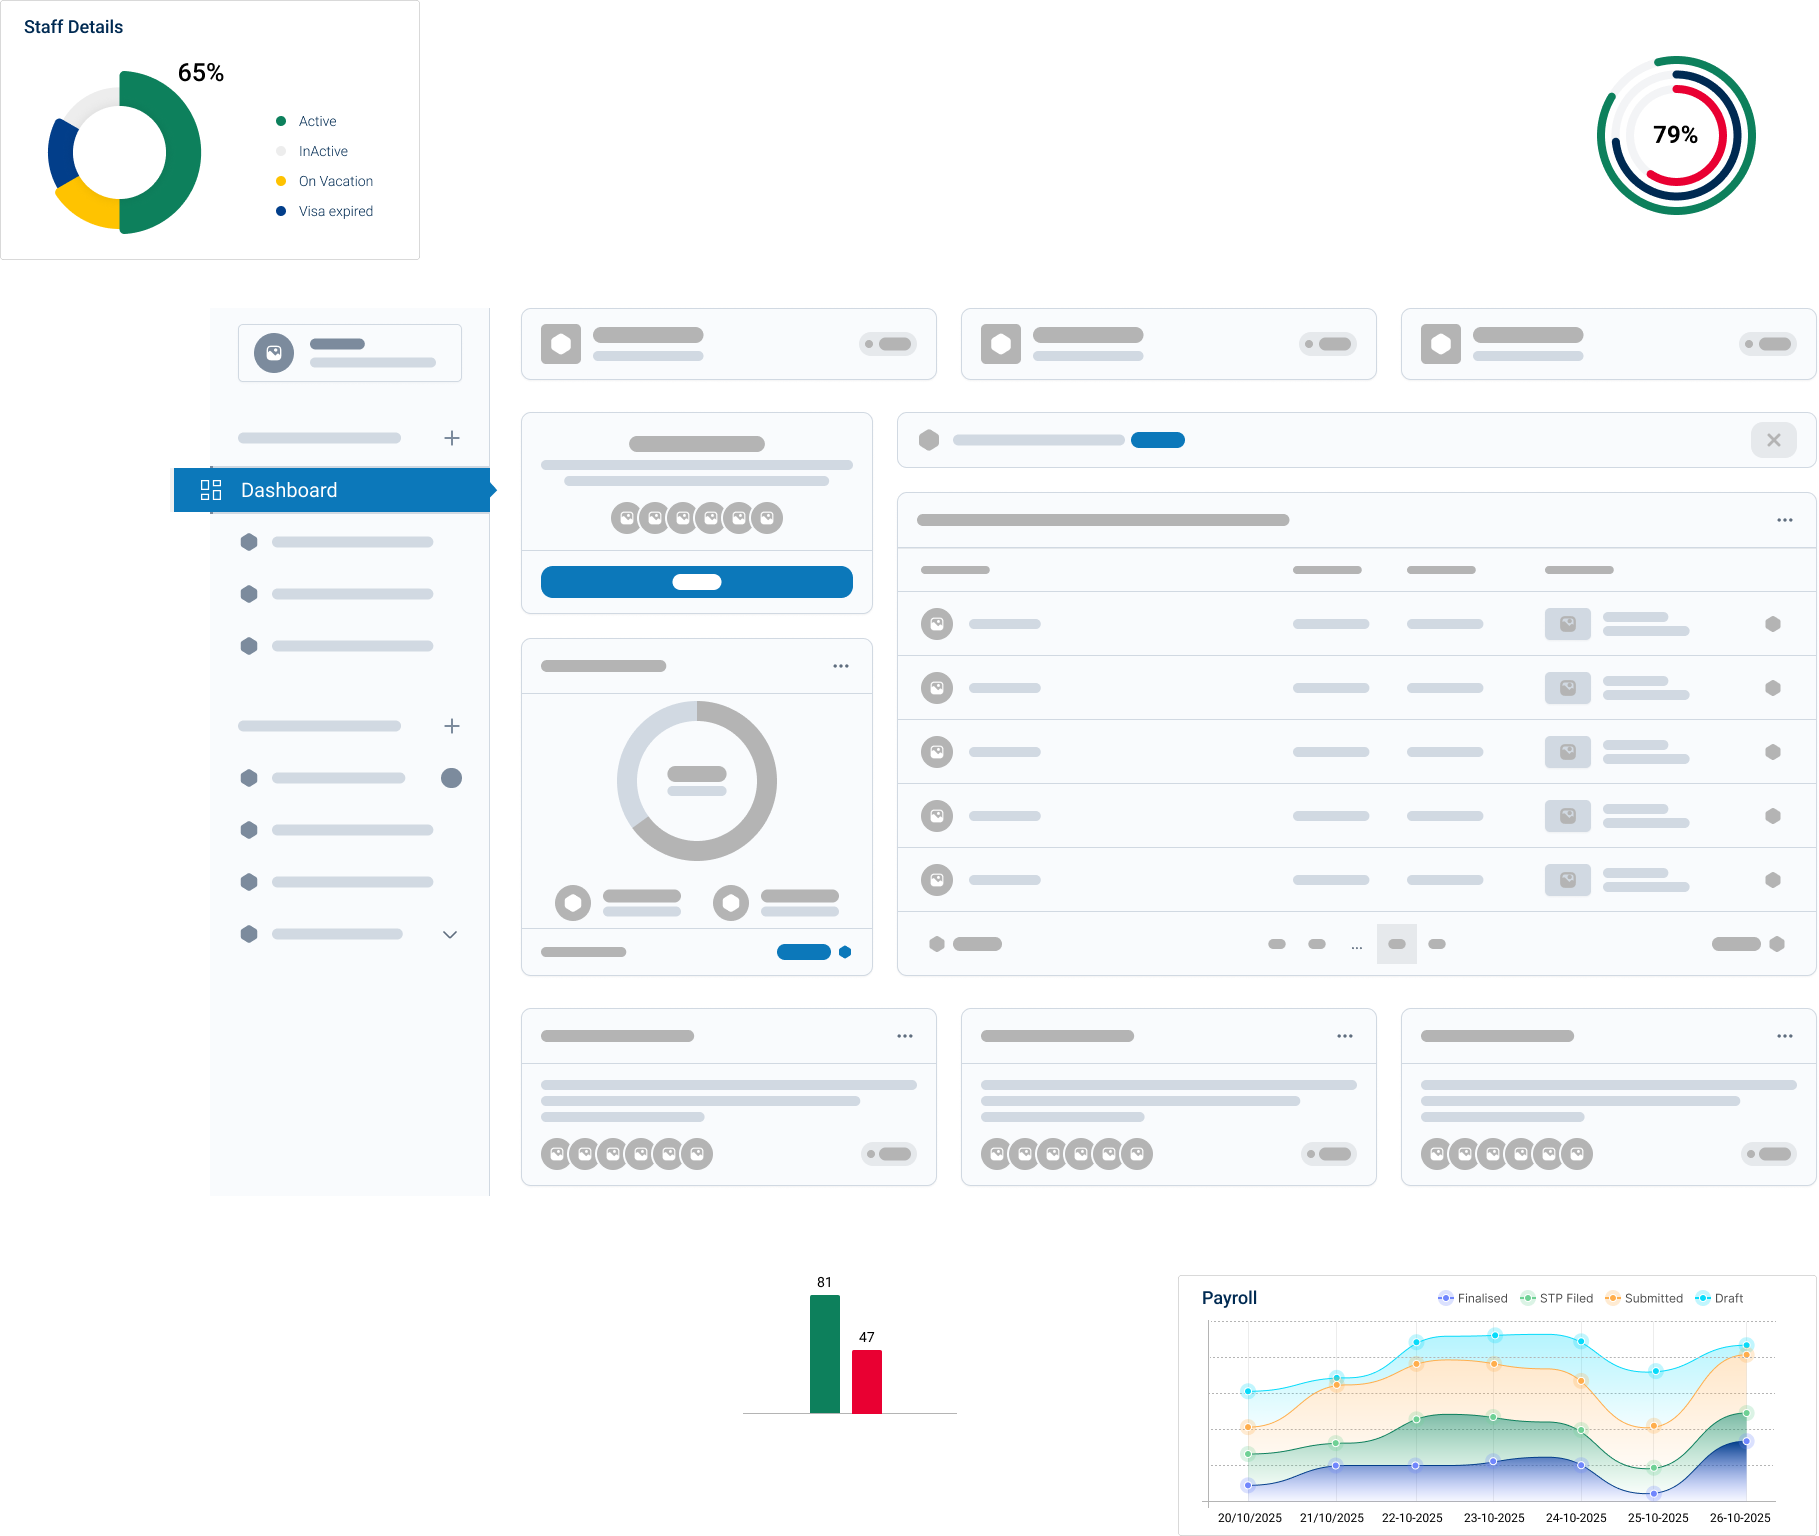 Staff Details
65%
Active
InActive
On Vacation
Visa expired
79%
Dashboard
...
81
47
Payroll
Finalised
STP Filed
Submitted
Draft
20/10/2025
21/10/2025
22-10-2025
23-10-2025
24-10-2025
25-10-2025
26-10-2025